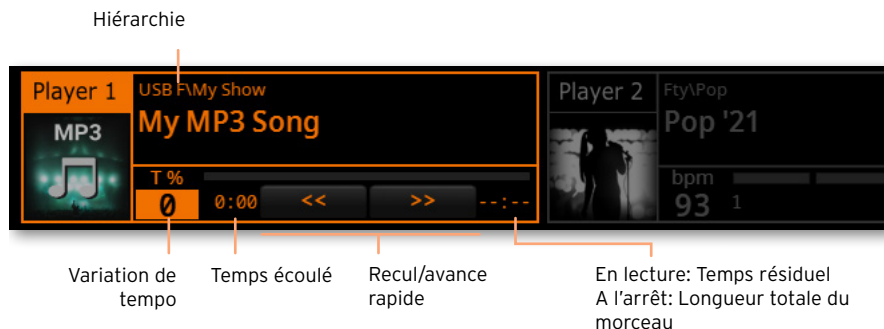 Hiérarchie
Player 1
USB F\My Show
My MP3 Song
MP3
T %
0
0:00
<<
>>
--:--
Player 2
Fty\Pop
Pop '21
bpm
93
1
Variation de
tempo
Temps écoulé
Recul/avance
rapide
En lecture: Temps résiduel
A l'arrêt: Longueur totale du
morceau